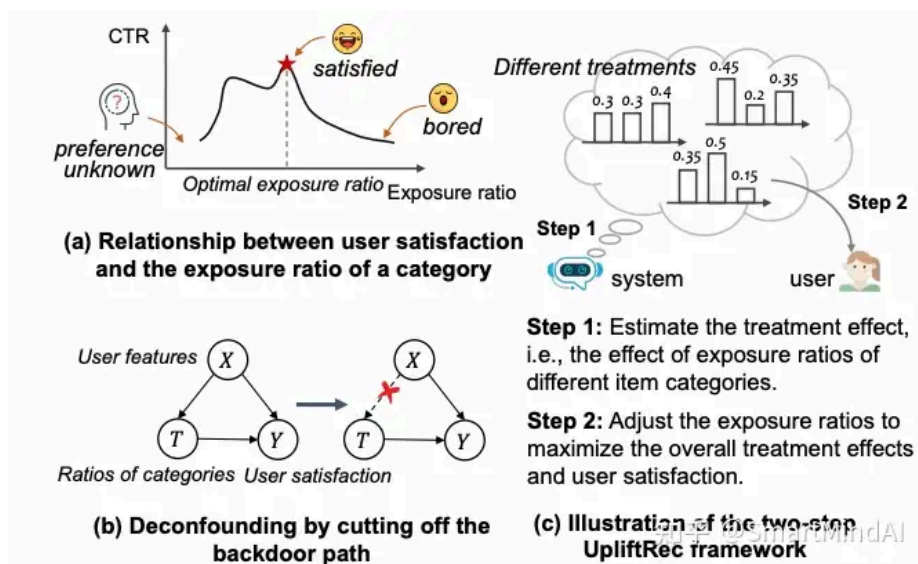 CTR
satisfied
bored
?
preference
unknown
Optimal exposure ratio
Exposure ratio
(a) Relationship between user satisfaction
and the exposure ratio of a category
Different treatments
0.3 0.3 0.4
0.45 0.2 0.35
0.35 0.5 0.15
Step 1
Step 2
system
user
User features
X
T
Y
X
T
Y
Ratios of categories
User satisfaction
(b) Deconfounding by cutting off the
backdoor path
Step 1: Estimate the treatment effect,
i.e., the effect of exposure ratios of
different item categories.
Step 2: Adjust the exposure ratios to
maximize the overall treatment effects
and user satisfaction.
(c) Illustration of the two-step
UpliftRec framework
知乎 @SmartMindAI